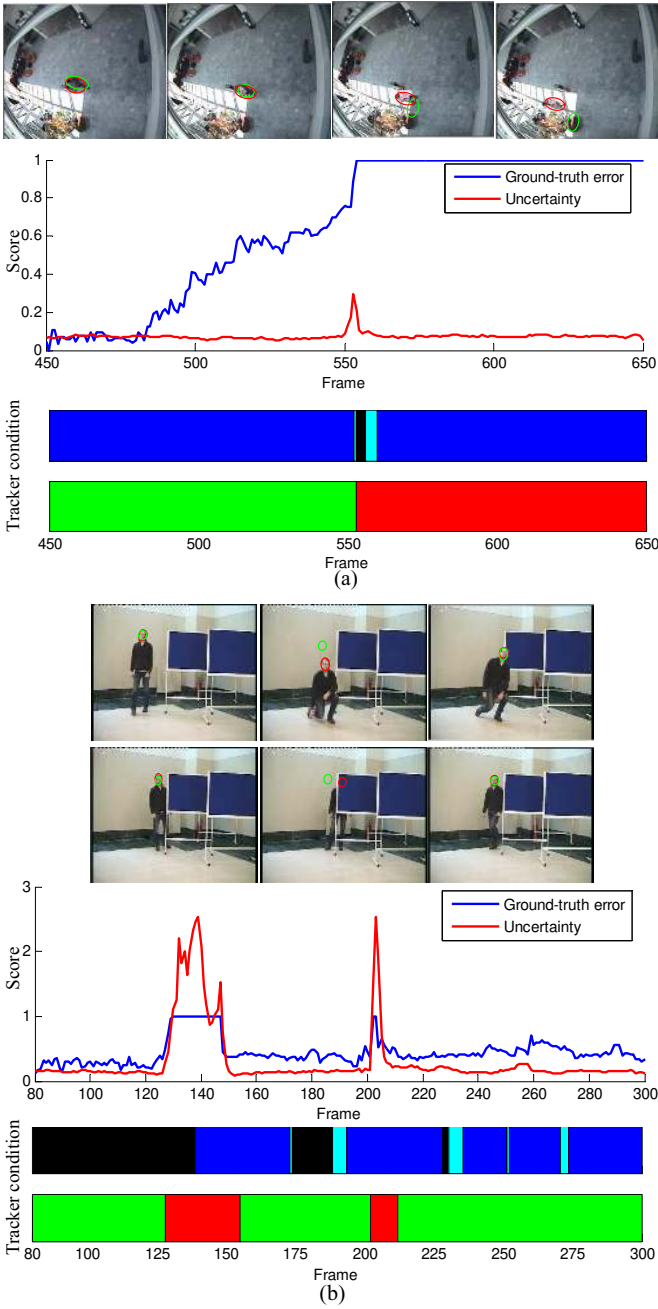 1
0.8
0.6
0.4
0.2
0
Score
Ground-truth error
Uncertainty
450 500 550 600 650
Frame
Tracker condition
450 500 550 600 650
Frame
(a)
3
2
1
0
Score
Ground-truth error
Uncertainty
80 100 120 140 160 180 200 220 240 260 280 300
Frame
Tracker condition
80 100 125 150 175 200 225 250 275 300
Frame
(b)